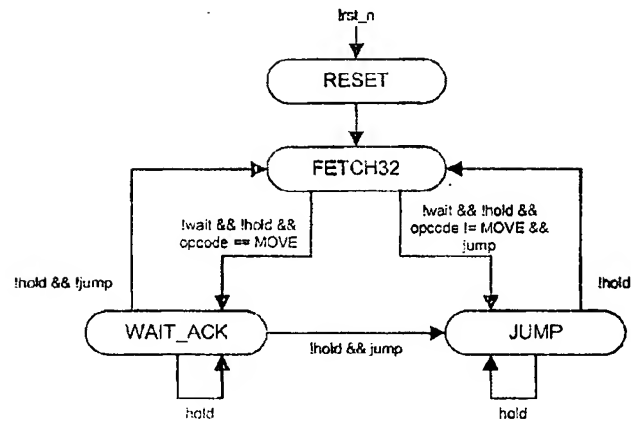 !rst_n
RESET
FETCH32
!wait && !hold &&
opcode == MOVE
!wait && !hold &&
opcode != MOVE &&
jump
!hold && !jump
!hold
WAIT_ACK
!hold && jump
JUMP
hold
hold